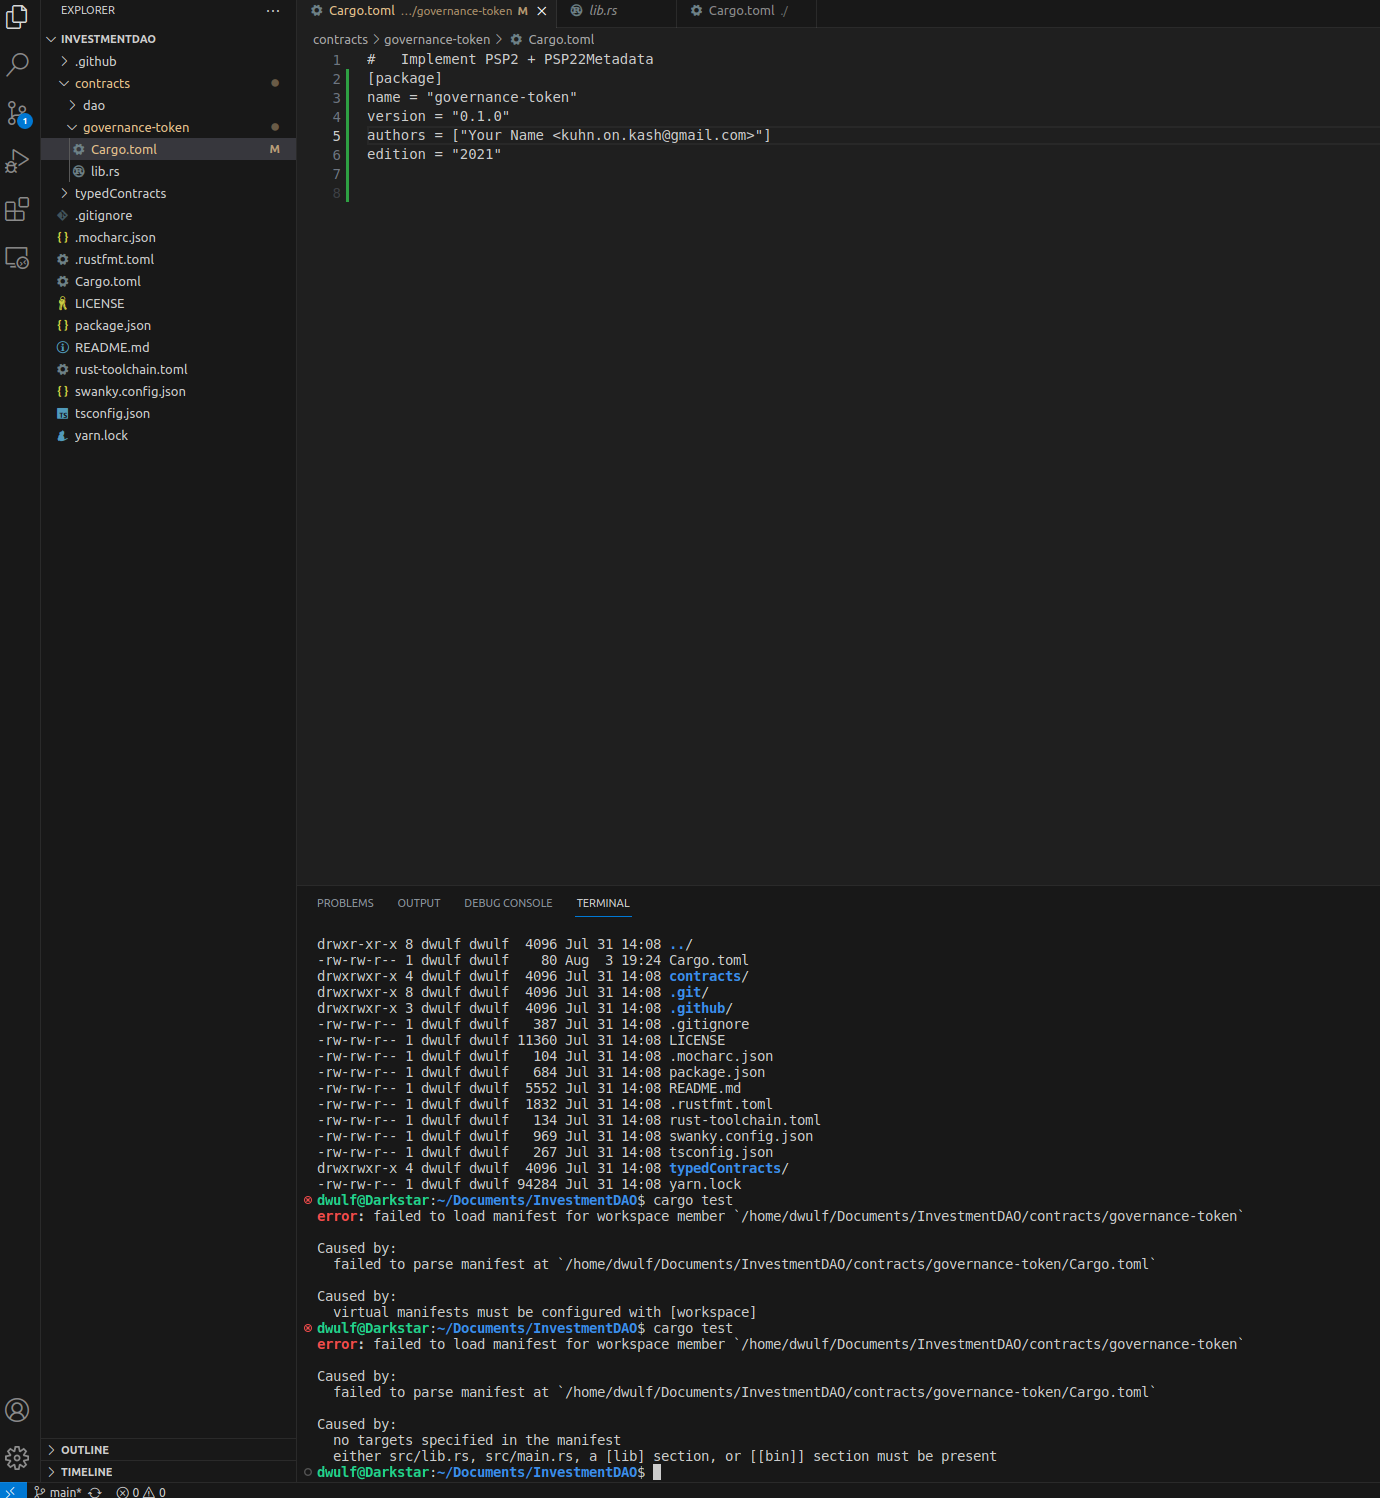 EXPLORER
INVESTMENTDAO
.github
contracts
dao
governance-token
Cargo.toml M
lib.rs
typedContracts
.gitignore
.mocharc.json
.rustfmt.toml
Cargo.toml
LICENSE
package.json
README.md
rust-toolchain.toml
swanky.config.json
tsconfig.json
yarn.lock
OUTLINE
TIMELINE
1
Cargo.toml .../governance-token M
lib.rs
Cargo.toml ./
contracts > governance-token > Cargo.toml
1 #   Implement PSP2 + PSP22Metadata
2 [package]
3 name = "governance-token"
4 version = "0.1.0"
5 authors = ["Your Name <kuhn.on.kash@gmail.com>"]
6 edition = "2021"
7
8
PROBLEMS OUTPUT DEBUG CONSOLE TERMINAL
drwxr-xr-x 8 dwulf dwulf  4096 Jul 31 14:08 ../
-rw-rw-r-- 1 dwulf dwulf    80 Aug  3 19:24 Cargo.toml
drwxrwxr-x 4 dwulf dwulf  4096 Jul 31 14:08 contracts/
drwxrwxr-x 8 dwulf dwulf  4096 Jul 31 14:08 .git/
drwxrwxr-x 3 dwulf dwulf  4096 Jul 31 14:08 .github/
-rw-rw-r-- 1 dwulf dwulf   387 Jul 31 14:08 .gitignore
-rw-rw-r-- 1 dwulf dwulf 11360 Jul 31 14:08 LICENSE
-rw-rw-r-- 1 dwulf dwulf   104 Jul 31 14:08 .mocharc.json
-rw-rw-r-- 1 dwulf dwulf   684 Jul 31 14:08 package.json
-rw-rw-r-- 1 dwulf dwulf  5552 Jul 31 14:08 README.md
-rw-rw-r-- 1 dwulf dwulf  1832 Jul 31 14:08 .rustfmt.toml
-rw-rw-r-- 1 dwulf dwulf   134 Jul 31 14:08 rust-toolchain.toml
-rw-rw-r-- 1 dwulf dwulf   969 Jul 31 14:08 swanky.config.json
-rw-rw-r-- 1 dwulf dwulf   267 Jul 31 14:08 tsconfig.json
drwxrwxr-x 4 dwulf dwulf  4096 Jul 31 14:08 typedContracts/
-rw-rw-r-- 1 dwulf dwulf 94284 Jul 31 14:08 yarn.lock
dwulf@Darkstar:~/Documents/InvestmentDAO$ cargo test
error: failed to load manifest for workspace member `/home/dwulf/Documents/InvestmentDAO/contracts/governance-token`
Caused by:
failed to parse manifest at `/home/dwulf/Documents/InvestmentDAO/contracts/governance-token/Cargo.toml`
Caused by:
virtual manifests must be configured with [workspace]
dwulf@Darkstar:~/Documents/InvestmentDAO$ cargo test
error: failed to load manifest for workspace member `/home/dwulf/Documents/InvestmentDAO/contracts/governance-token`
Caused by:
failed to parse manifest at `/home/dwulf/Documents/InvestmentDAO/contracts/governance-token/Cargo.toml`
Caused by:
no targets specified in the manifest
either src/lib.rs, src/main.rs, a [lib] section, or [[bin]] section must be present
dwulf@Darkstar:~/Documents/InvestmentDAO$
main* 0 0